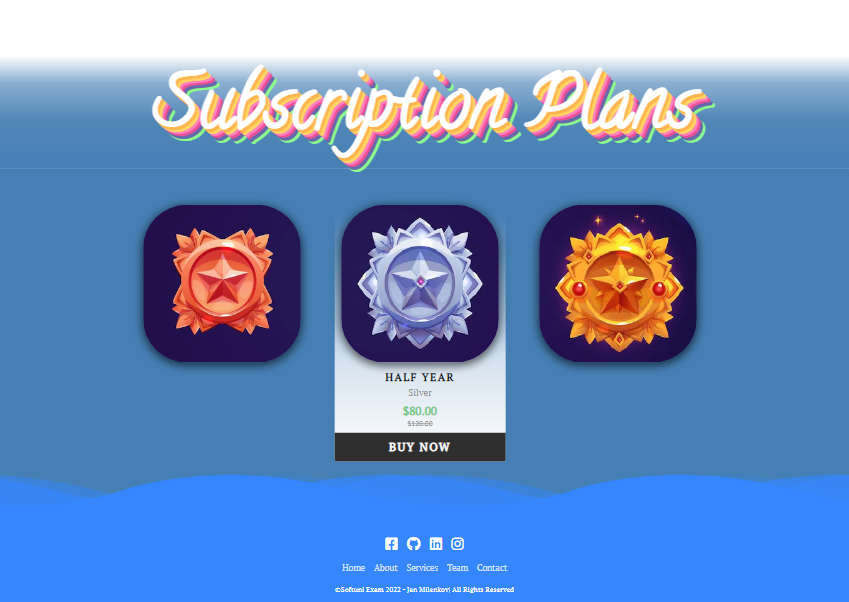 Subscription Plans
HALF YEAR
Silver
$80.00
$120.00
BUY NOW
Home About Services Team Contact
©Softuni Exam 2022 - Jan Milenkov| All Rights Reserved